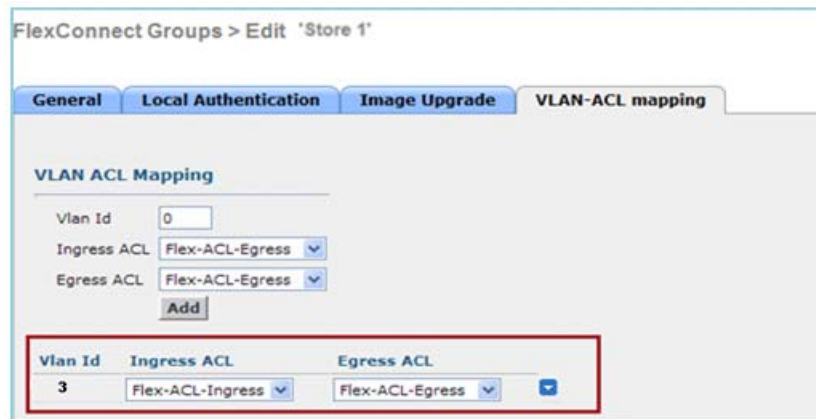 FlexConnect Groups > Edit 'Store 1'
General Local Authentication Image Upgrade VLAN-ACL mapping
VLAN ACL Mapping
Vlan Id 0
Ingress ACL Flex-ACL-Egress
Egress ACL Flex-ACL-Egress
Add
Vlan Id Ingress ACL Egress ACL
3 Flex-ACL-Ingress Flex-ACL-Egress